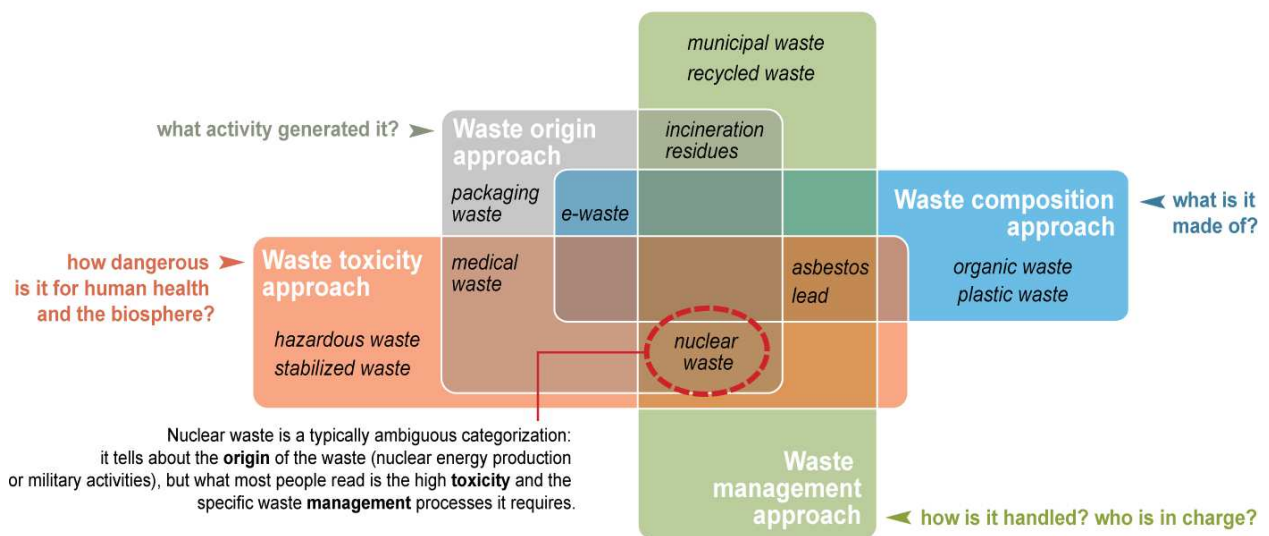 municipal waste
recycled waste
what activity generated it?
Waste origin
approach
incineration
residues
packaging
waste
e-waste
Waste composition
approach
what is it
made of?
how dangerous
is it for human health
and the biosphere?
Waste toxicity
approach
medical
waste
asbestos
lead
organic waste
plastic waste
hazardous waste
stabilized waste
nuclear
waste
Nuclear waste is a typically ambiguous categorization:
it tells about the origin of the waste (nuclear energy production
or military activities), but what most people read is the high toxicity and the
specific waste management processes it requires.
Waste
management
approach
how is it handled? who is in charge?